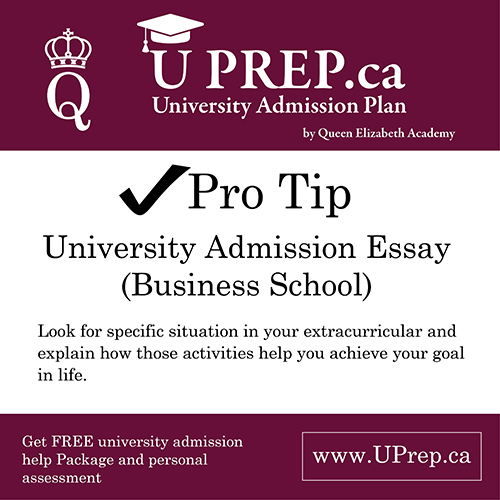 Q
U PREP.ca
University Admission Plan
by Queen Elizabeth Academy
Pro Tip
University Admission Essay
(Business School)
Look for specific situation in your extracurricular and
explain how those activities help you achieve your goal
in life.
Get FREE university admission
help Package and personal
assessment
www.UPrep.ca